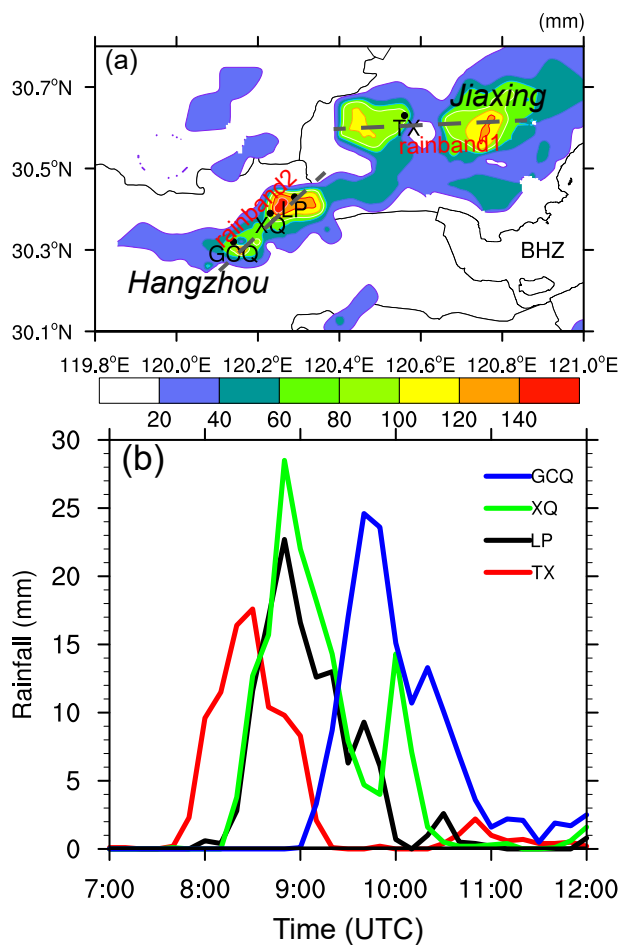 (mm)
(a)
30.7°N
Jiaxing
TX
rainband1
30.5°N
rainband2
LP
XQ
30.3°N
GCQ
BHZ
Hangzhou
30.1°N
119.8°E 120.0°E 120.2°E 120.4°E 120.6°E 120.8°E 121.0°E
20 40 60 80 100 120 140
30
(b)
GCQ
25
XQ
LP
20
TX
15
Rainfall (mm)
10
5
0
7:00 8:00 9:00 10:00 11:00 12:00
Time (UTC)